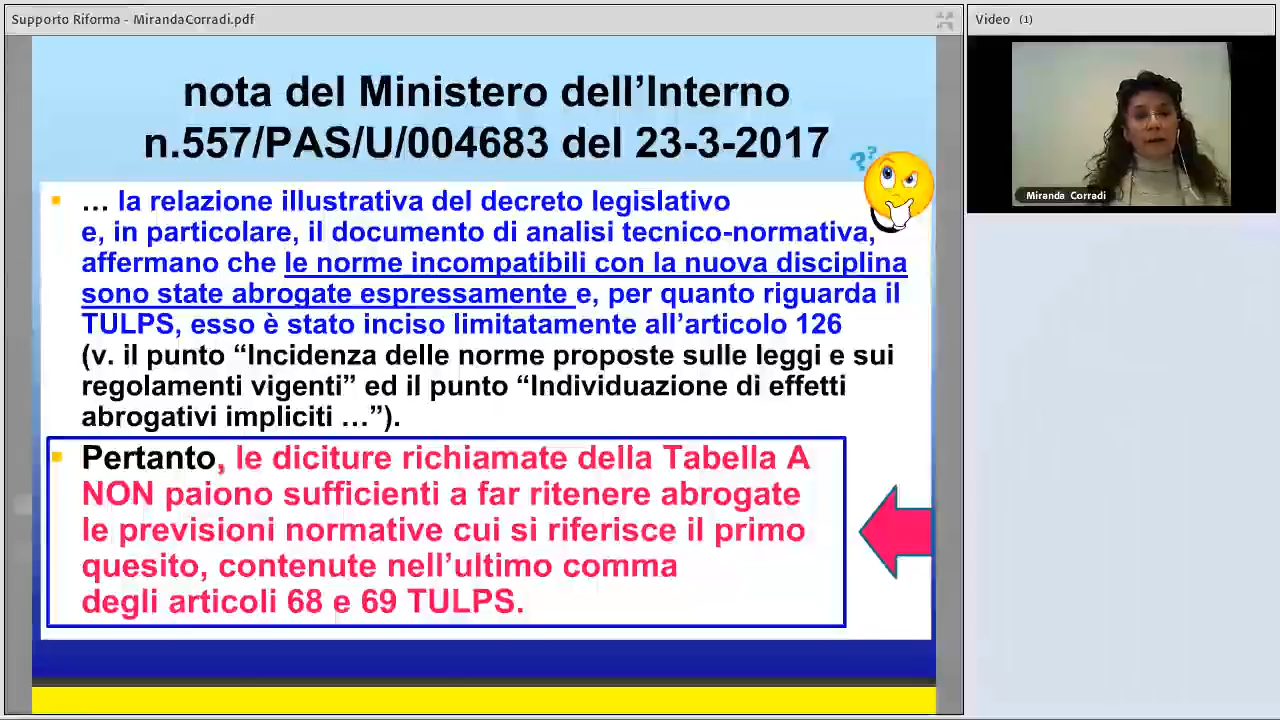 Supporto Riforma - MirandaCorradi.pdf
Video (1)
nota del Ministero dell’Interno
n.557/PAS/U/004683 del 23-3-2017
??
… la relazione illustrativa del decreto legislativo
e, in particolare, il documento di analisi tecnico-normativa,
affermano che le norme incompatibili con la nuova disciplina
sono state abrogate espressamente e, per quanto riguarda il
TULPS, esso è stato inciso limitatamente all’articolo 126
(v. il punto “Incidenza delle norme proposte sulle leggi e sui
regolamenti vigenti” ed il punto “Individuazione di effetti
abrogativi impliciti …”).
Pertanto, le diciture richiamate della Tabella A
NON paiono sufficienti a far ritenere abrogate
le previsioni normative cui si riferisce il primo
quesito, contenute nell’ultimo comma
degli articoli 68 e 69 TULPS.
Miranda Corradi